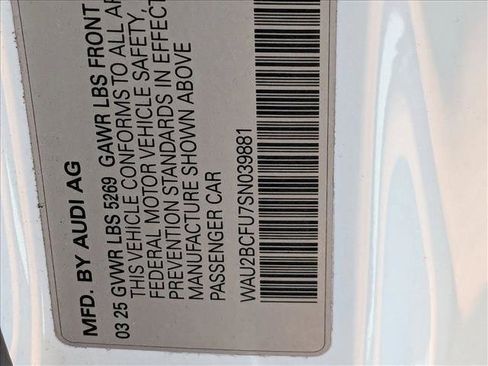 MFD. BY AUDI AG
03 25 GVWR LBS 5269 GAWR LBS FRONT
THIS VEHICLE CONFORMS TO ALL AP
FEDERAL MOTOR VEHICLE SAFETY,
PREVENTION STANDARDS IN EFFECT
MANUFACTURE SHOWN ABOVE
PASSENGER CAR
WAU2BCFU7SN039881